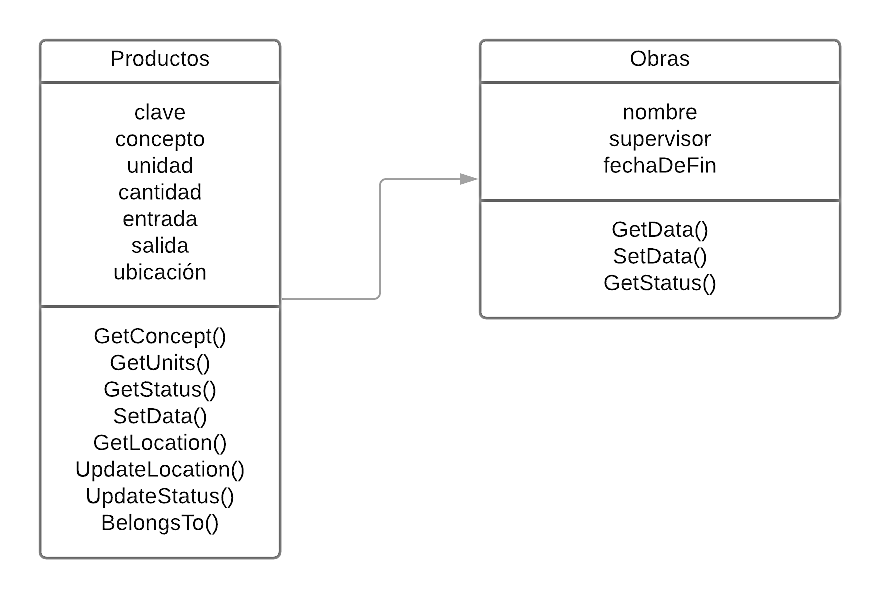 Productos
clave
concepto
unidad
cantidad
entrada
salida
ubicación
GetConcept()
GetUnits()
GetStatus()
SetData()
GetLocation()
UpdateLocation()
UpdateStatus()
BelongsTo()
Obras
nombre
supervisor
fechaDeFin
GetData()
SetData()
GetStatus()